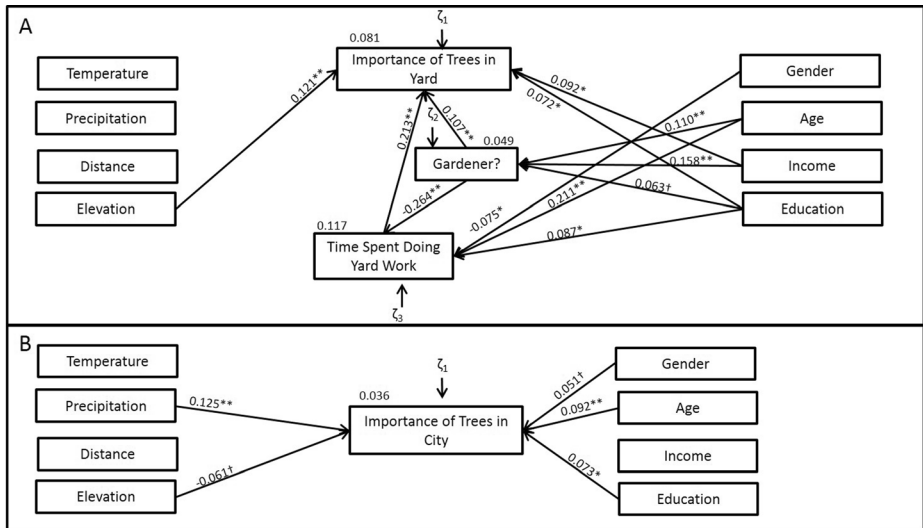 A
ζ1
0.081
Importance of Trees in
Yard
Temperature
Precipitation
Distance
Elevation
0.121**
0.213**
ζ2
0.107**
0.049
Gardener?
-0.264**
0.117
Time Spent Doing
Yard Work
ζ3
Gender
Age
Income
Education
0.092*
0.072*
0.110**
0.158**
0.063†
0.211**
-0.075*
0.087*
B
Temperature
Precipitation
Distance
Elevation
0.125**
-0.061†
ζ1
0.036
Importance of Trees in
City
0.051†
0.092**
0.073*
Gender
Age
Income
Education